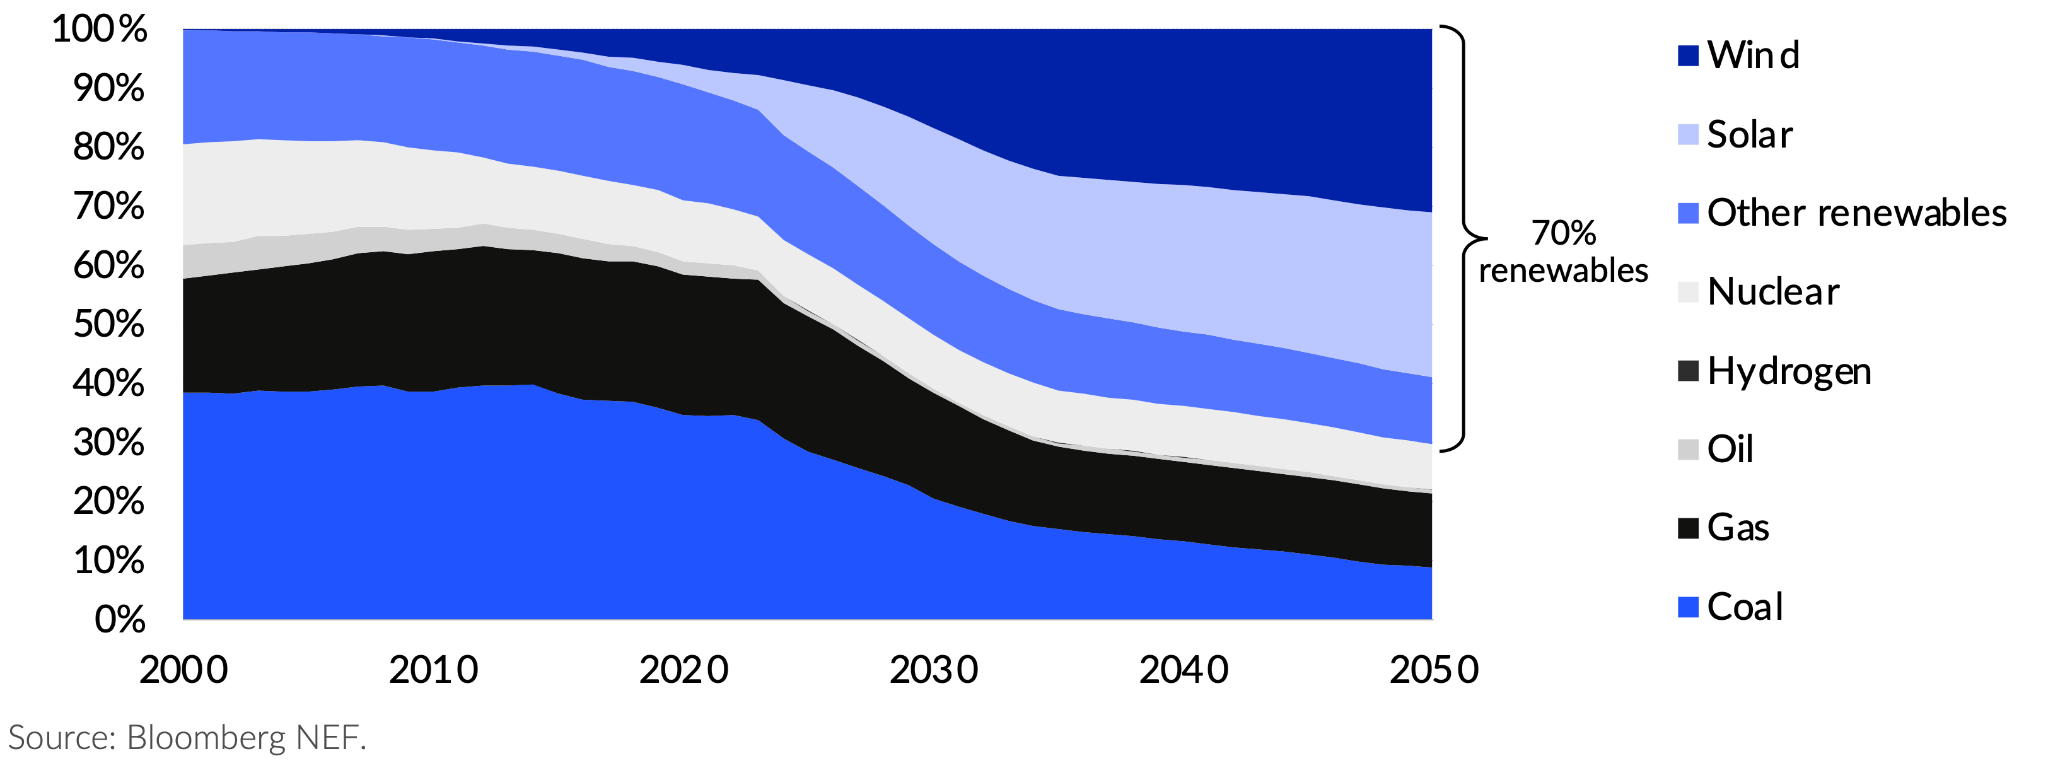 100%
90%
80%
70%
60%
50%
40%
30%
20%
10%
0%
2000 2010 2020 2030 2040 2050
70%
renewables
Wind
Solar
Other renewables
Nuclear
Hydrogen
Oil
Gas
Coal
Source: Bloomberg NEF.